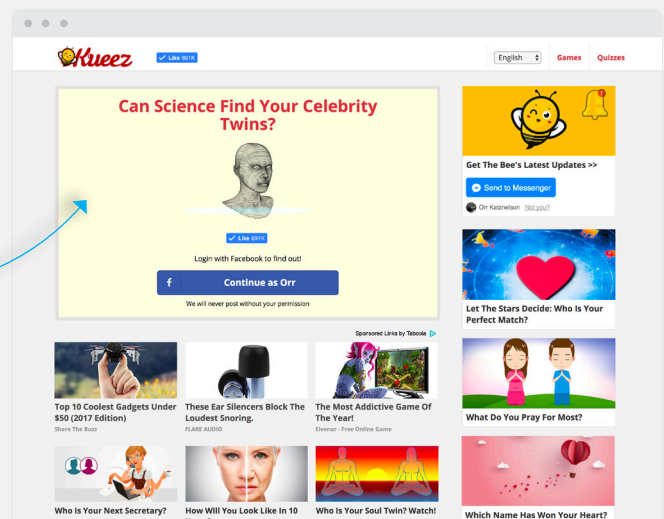 Kueez
Like 891K
English
Games
Quizzes
Can Science Find Your Celebrity
Twins?
Like 891K
Login with Facebook to find out!
f
Continue as Orr
We will never post without your permission
Get The Bee's Latest Updates >>
Send to Messenger
Orr Katznelson Not you?
Let The Stars Decide: Who Is Your
Perfect Match?
What Do You Pray For Most?
Which Name Has Won Your Heart?
Sponsored Links by Taboola
Top 10 Coolest Gadgets Under
$50 (2017 Edition)
Share The Buzz
These Ear Silencers Block The
Loudest Snoring.
FLARE AUDIO
The Most Addictive Game Of
The Year!
Elvenar - Free Online Game
Who Is Your Next Secretary?
How Will You Look Like In 10
Who Is Your Soul Twin? Watch!